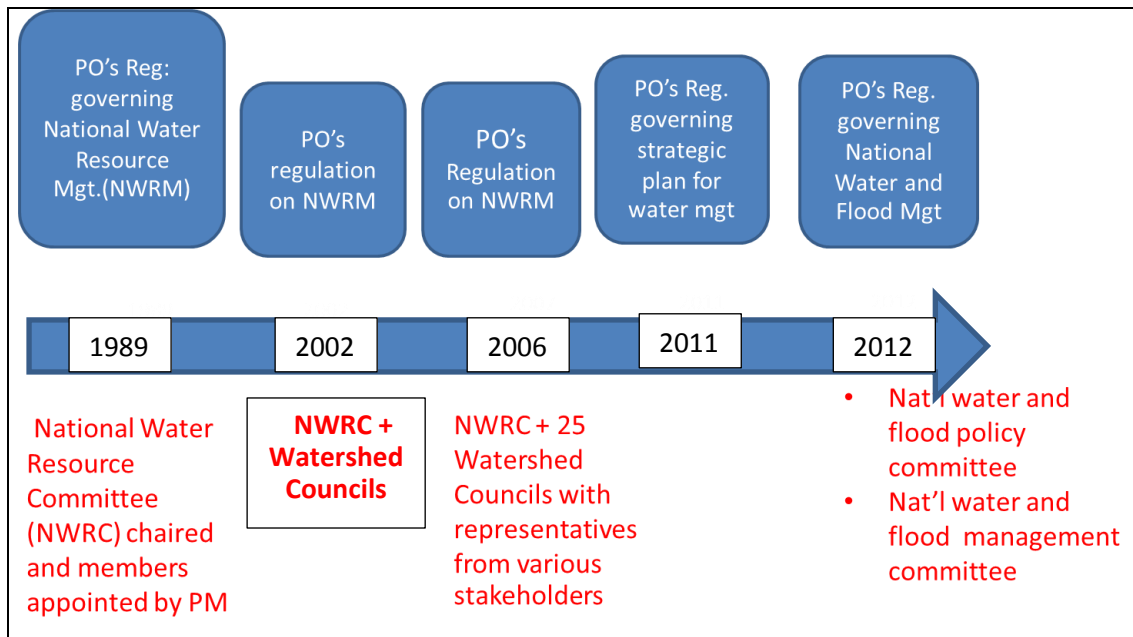 PO's Reg:
governing
National Water
Resource
Mgt.(NWRM)
PO's
regulation
on NWRM
PO's
Regulation
on NWRM
PO's Reg.
governing
strategic
plan for
water mgt
PO's Reg.
governing
National
Water and
Flood Mgt
1989
2002
2006
2011
2012
National Water
Resource
Committee
(NWRC) chaired
and members
appointed by PM
NWRC +
Watershed
Councils
NWRC + 25
Watershed
Councils with
representatives
from various
stakeholders
• Nat'l water and
flood policy
committee
• Nat'l water and
flood management
committee